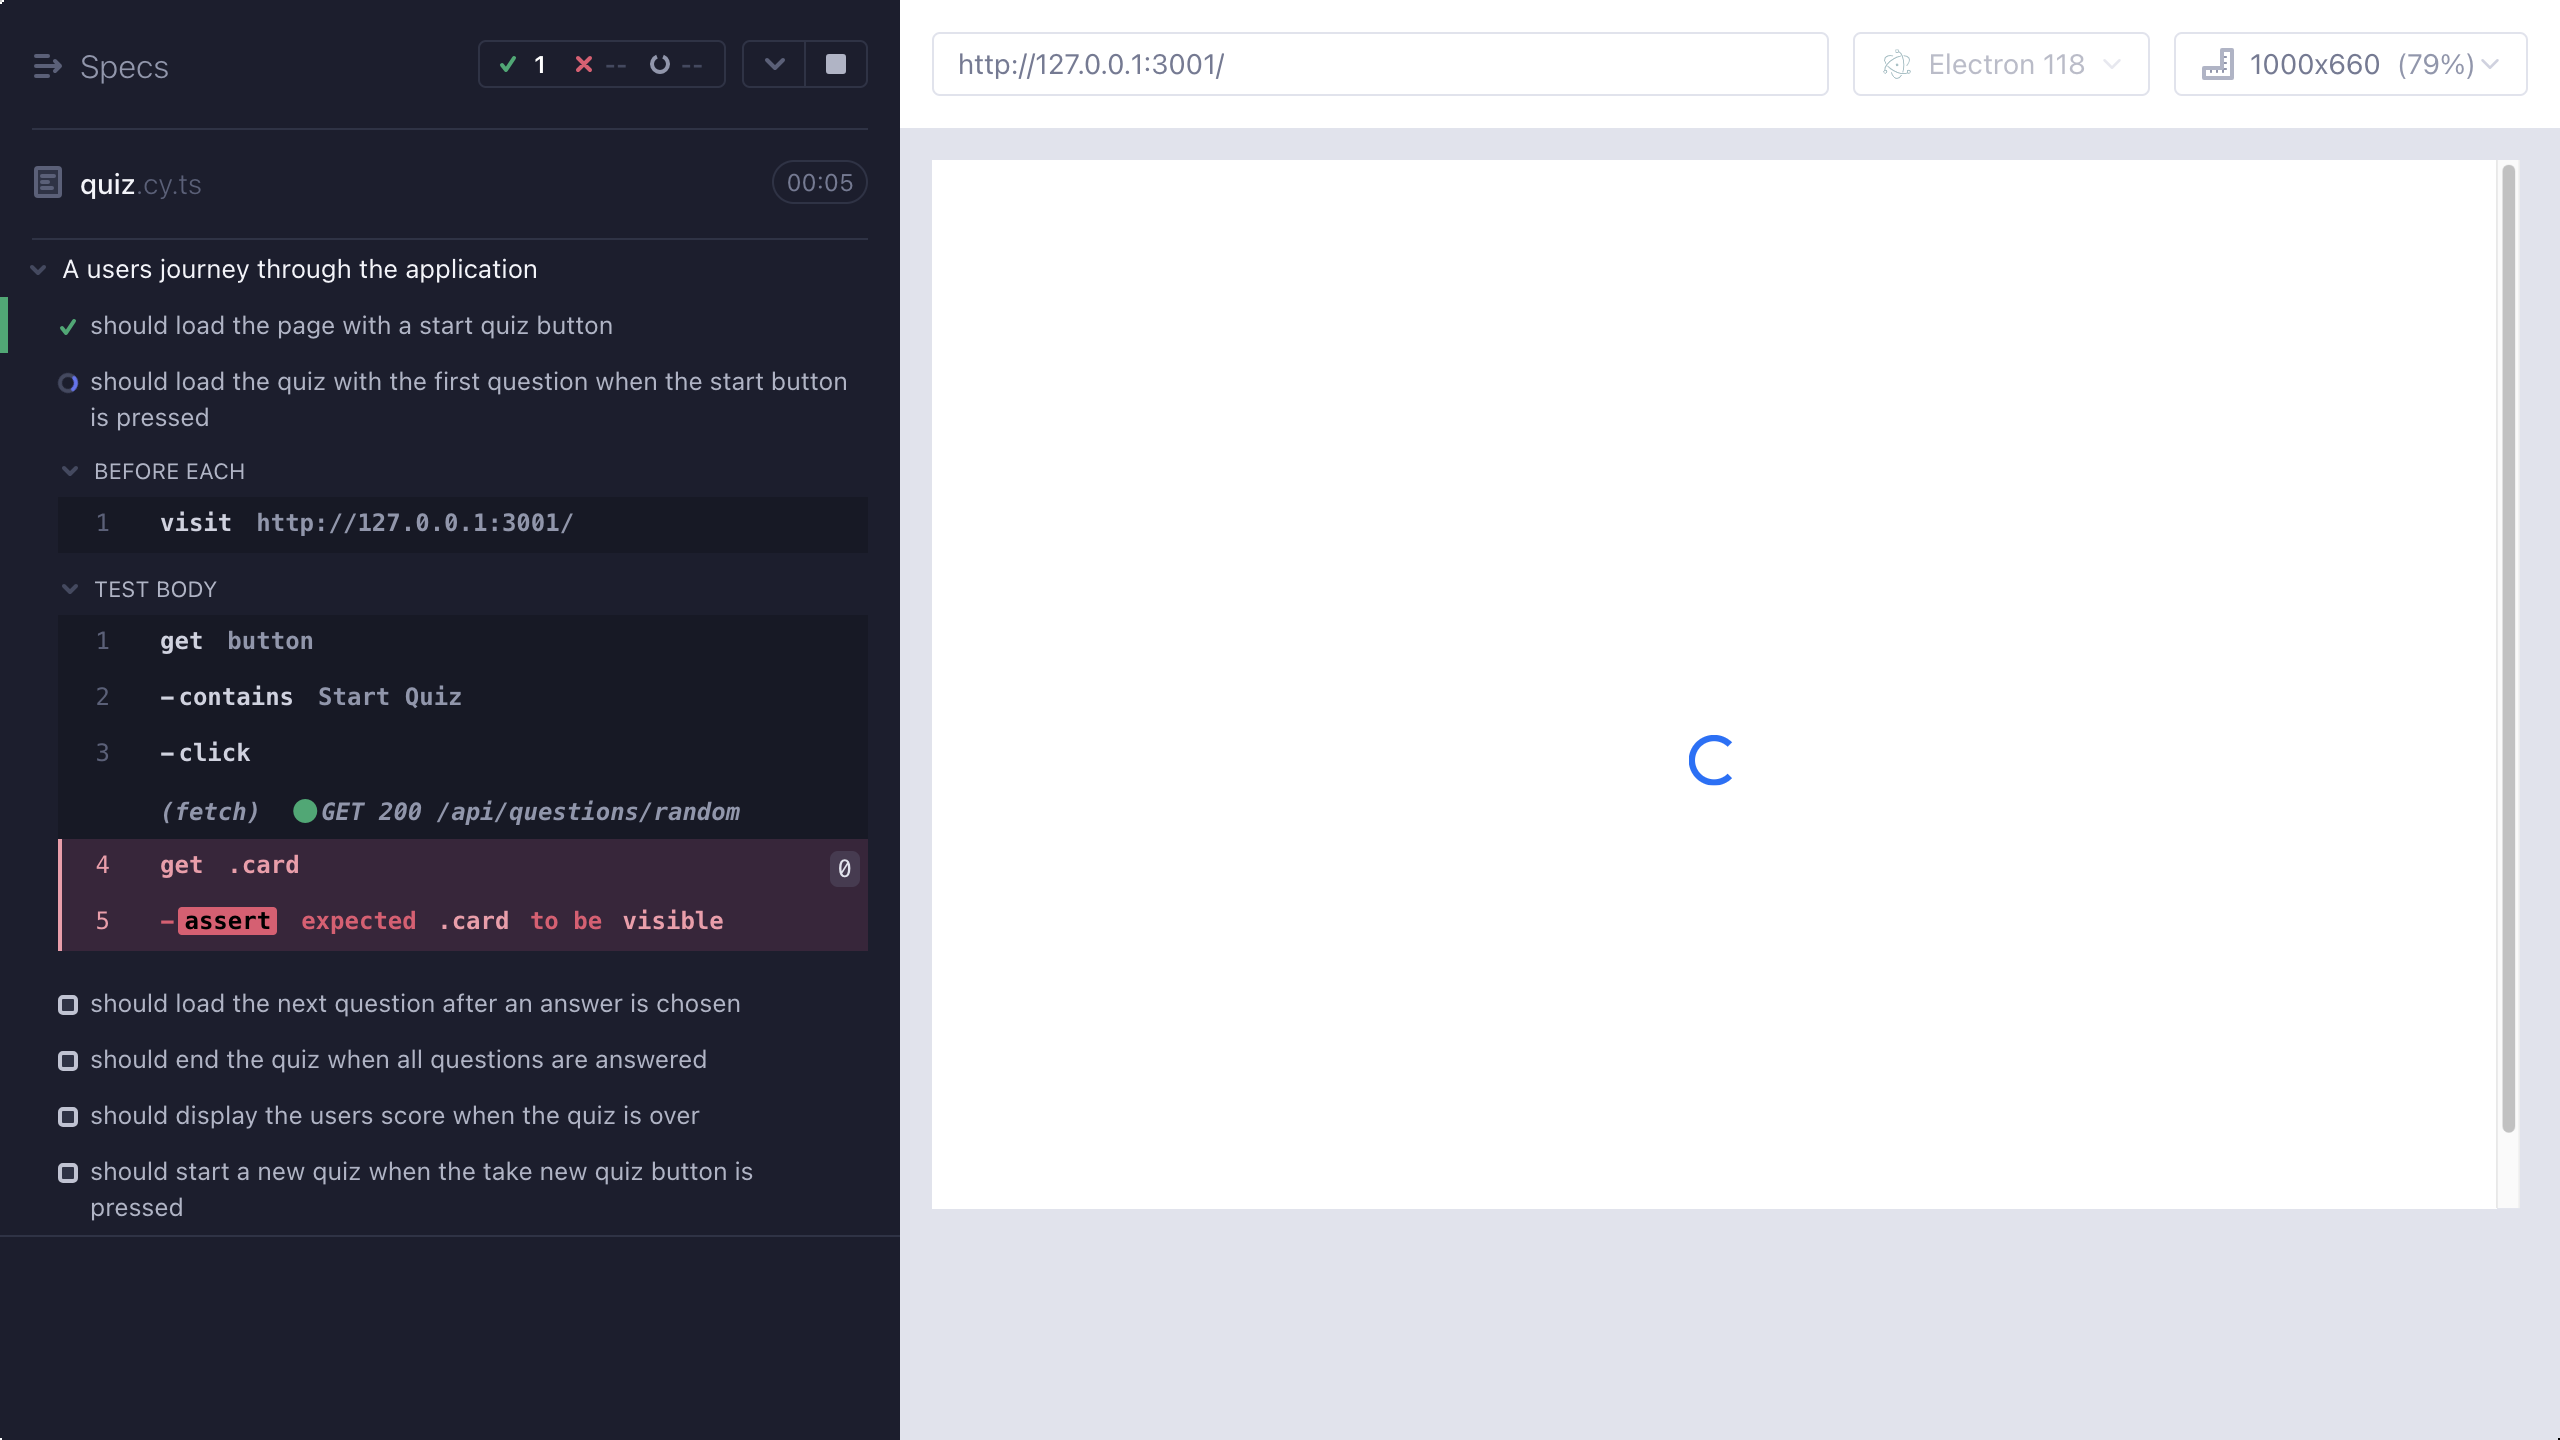 Specs
1 -- --
quiz.cy.ts
00:05
A users journey through the application
should load the page with a start quiz button
should load the quiz with the first question when the start button
is pressed
BEFORE EACH
1 visit http://127.0.0.1:3001/
TEST BODY
1 get button
2 -contains Start Quiz
3 -click
(fetch) GET 200 /api/questions/random
4 get .card 0
5 -assert expected .card to be visible
should load the next question after an answer is chosen
should end the quiz when all questions are answered
should display the users score when the quiz is over
should start a new quiz when the take new quiz button is
pressed
http://127.0.0.1:3001/
Electron 118
1000x660 (79%)